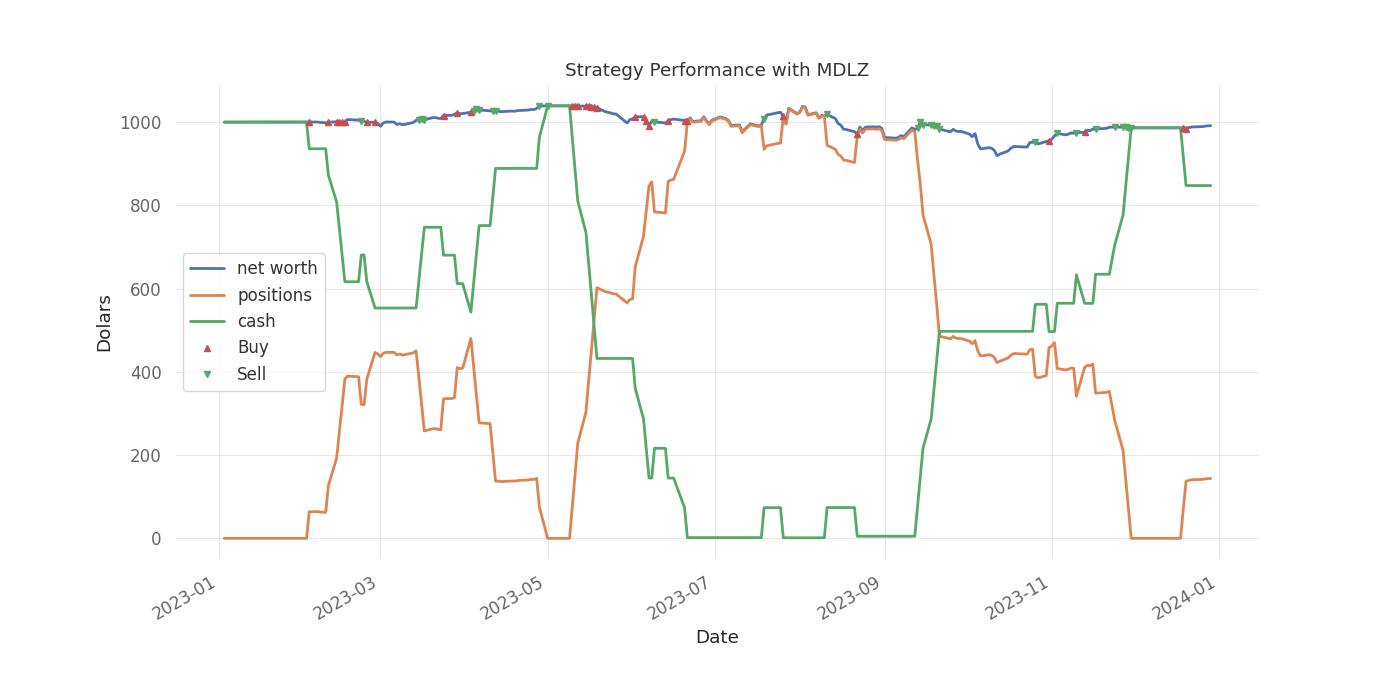 Strategy Performance with MDLZ
1000
800
600
400
200
0
Dolars
net worth
positions
cash
Buy
Sell
2023-01
2023-03
2023-05
2023-07
2023-09
2023-11
2024-01
Date